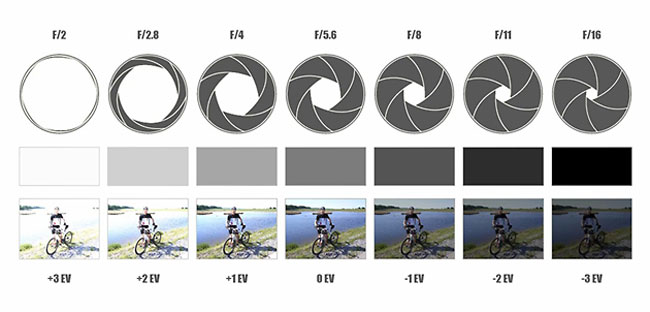 F/2 F/2.8 F/4 F/5.6 F/8 F/11 F/16
+3 EV +2 EV +1 EV 0 EV -1 EV -2 EV -3 EV